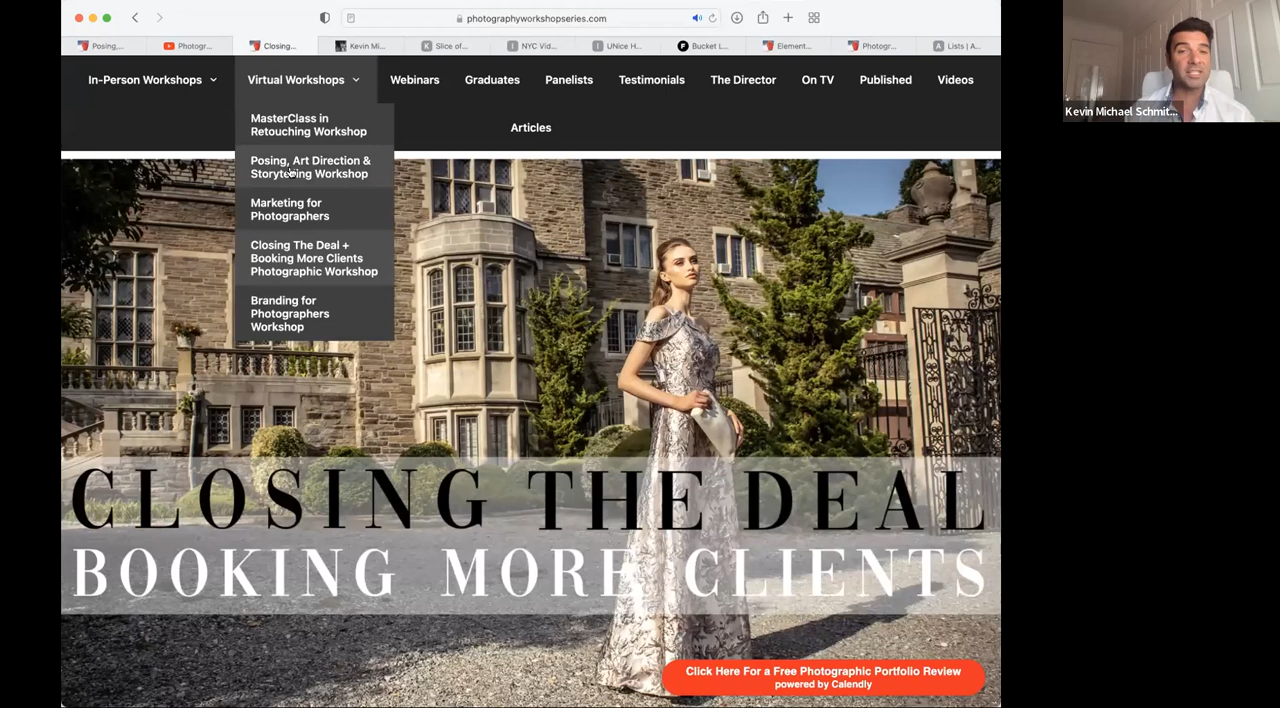 photographyworkshopseries.com
Posing,...
Photogr...
Closing...
Kevin Mi...
Slice of...
NYC Vid...
UNice H...
Bucket L...
Element...
Photogr...
Lists | A...
In-Person Workshops
Virtual Workshops
Webinars
Graduates
Panelists
Testimonials
The Director
On TV
Published
Videos
Articles
MasterClass in
Retouching Workshop
Posing, Art Direction &
Storytelling Workshop
Marketing for
Photographers
Closing The Deal +
Booking More Clients
Photographic Workshop
Branding for
Photographers
Workshop
CLOSING THE DEAL
BOOKING MORE CLIENTS
Click Here For a Free Photographic Portfolio Review
powered by Calendly
Kevin Michael Schmit...